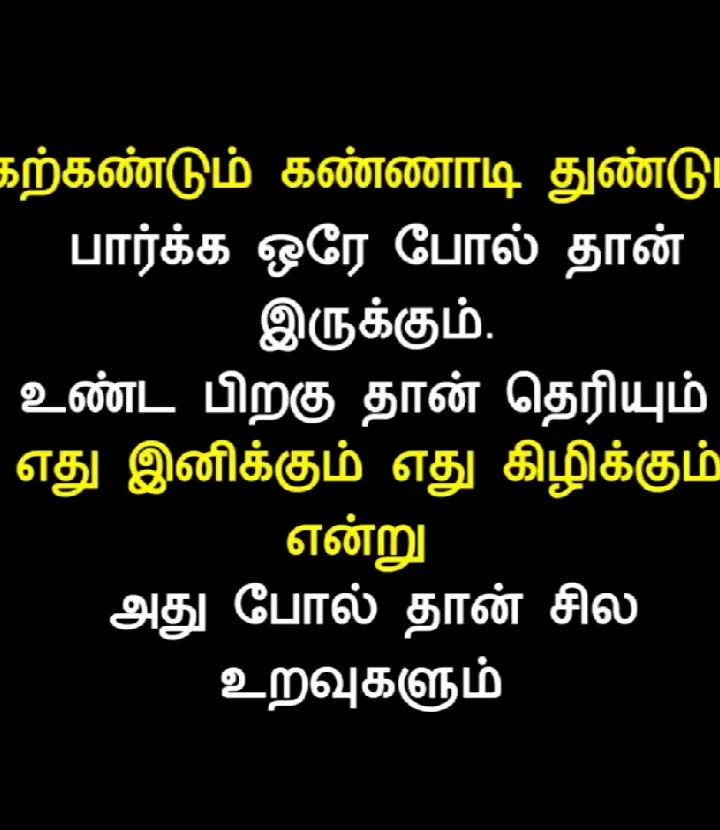 கற்கண்டும் கண்ணாடி துண்டும்
பார்க்க ஒரே போல் தான்
இருக்கும்.
உண்ட பிறகு தான் தெரியும்
எது இனிக்கும் எது கிழிக்கும்
என்று
அது போல் தான் சில
உறவுகளும்